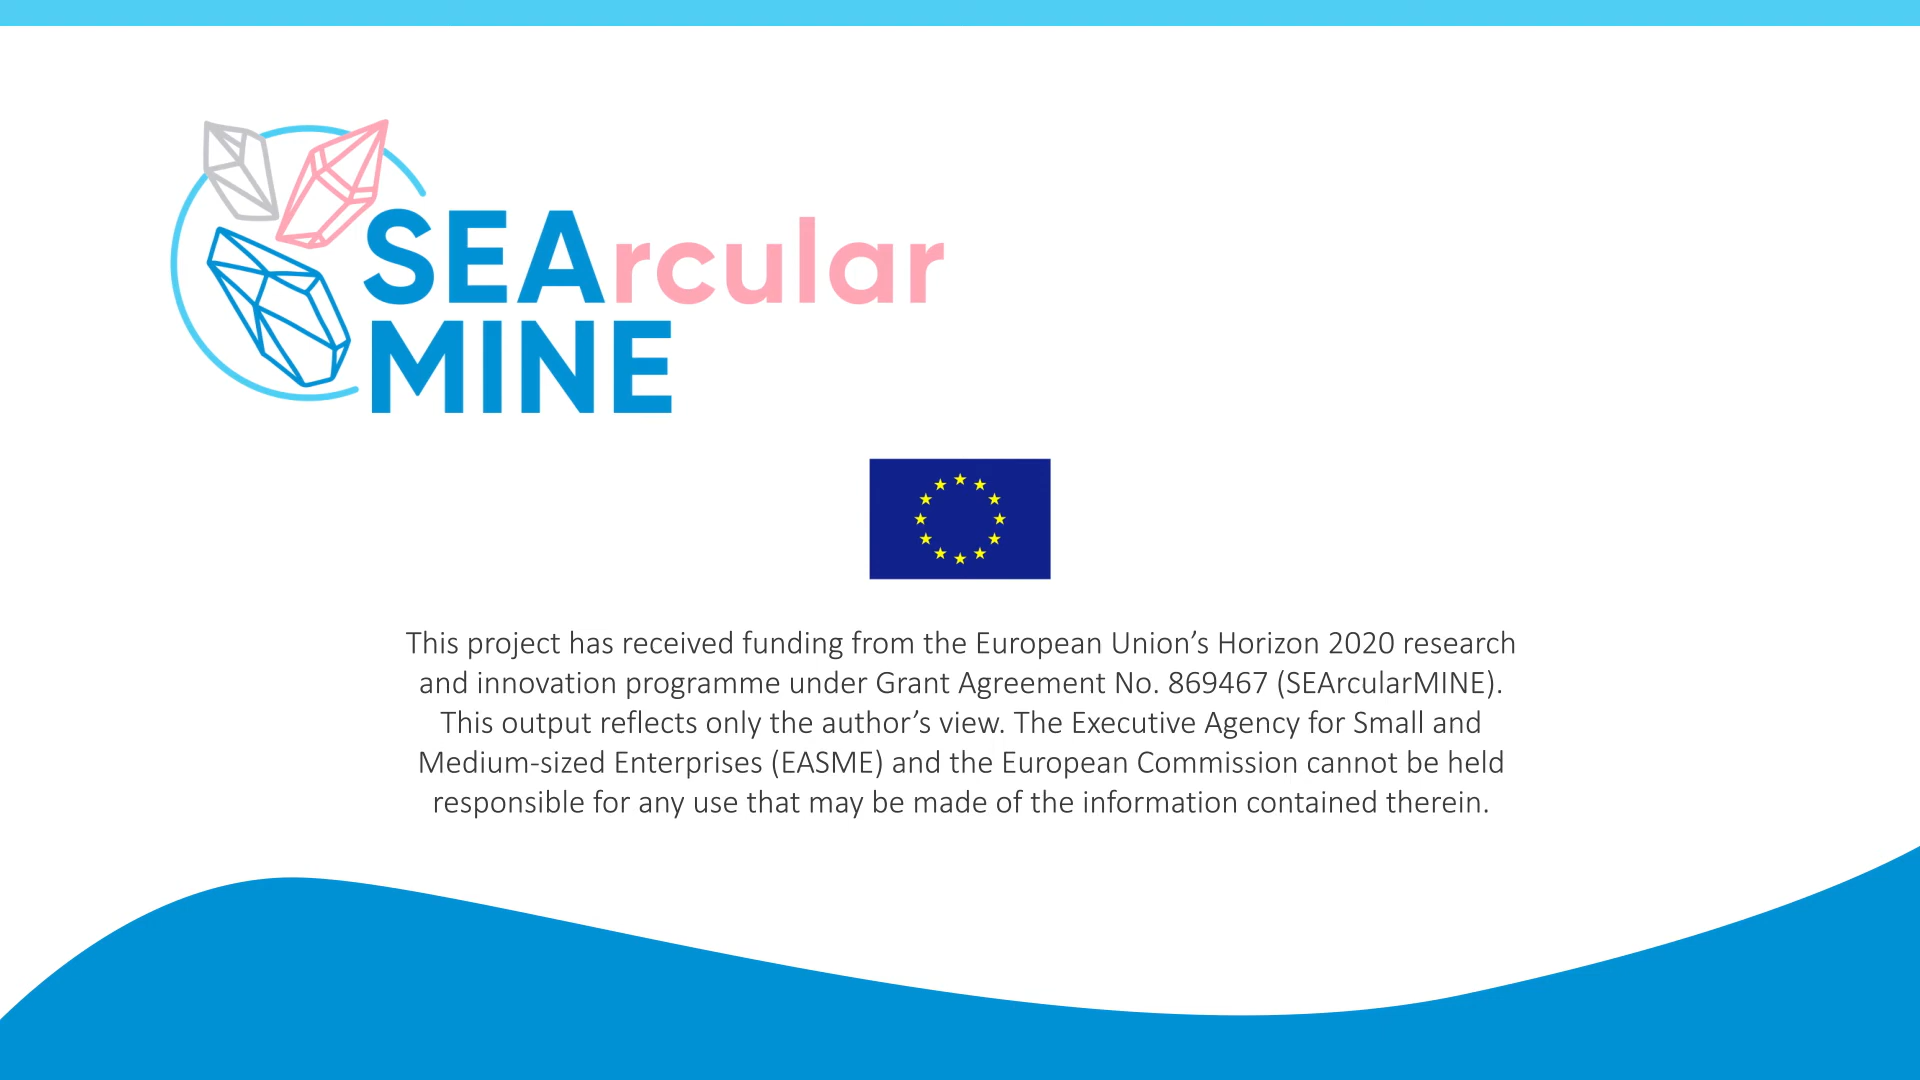 SEArcular
MINE
This project has received funding from the European Union’s Horizon 2020 research
and innovation programme under Grant Agreement No. 869467 (SEArcularMINE).
This output reflects only the author’s view. The Executive Agency for Small and
Medium-sized Enterprises (EASME) and the European Commission cannot be held
responsible for any use that may be made of the information contained therein.